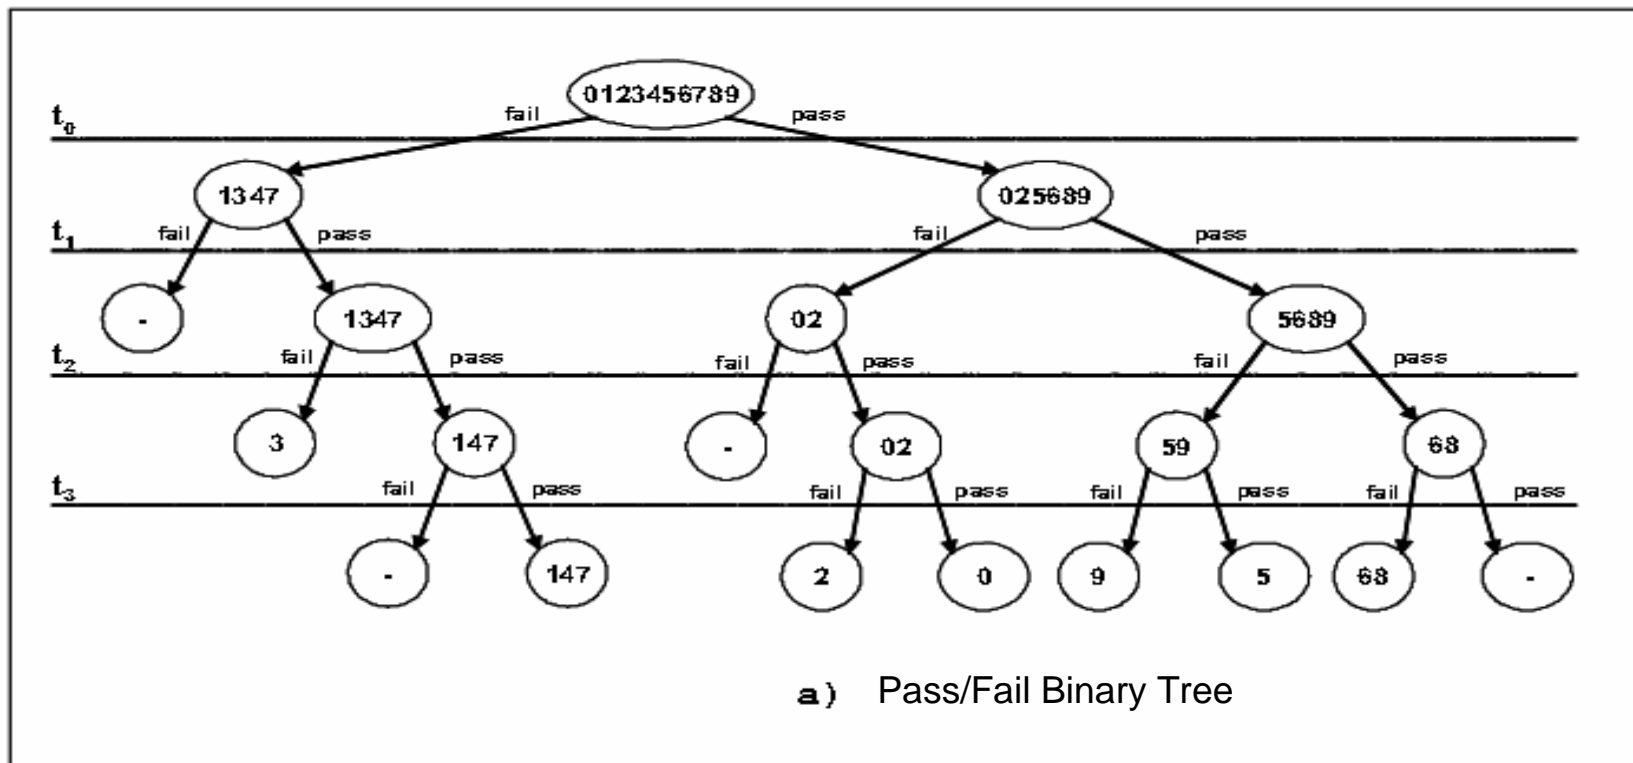 0123456789
fail pass
t0
1347 025689
fail pass fail pass
t1
- 1347 02 5689
fail pass fail pass fail pass
t2
3 147 - 02 59 68
fail pass fail pass fail pass fail pass
t3
- 147 2 0 9 5 68 -
a) Pass/Fail Binary Tree